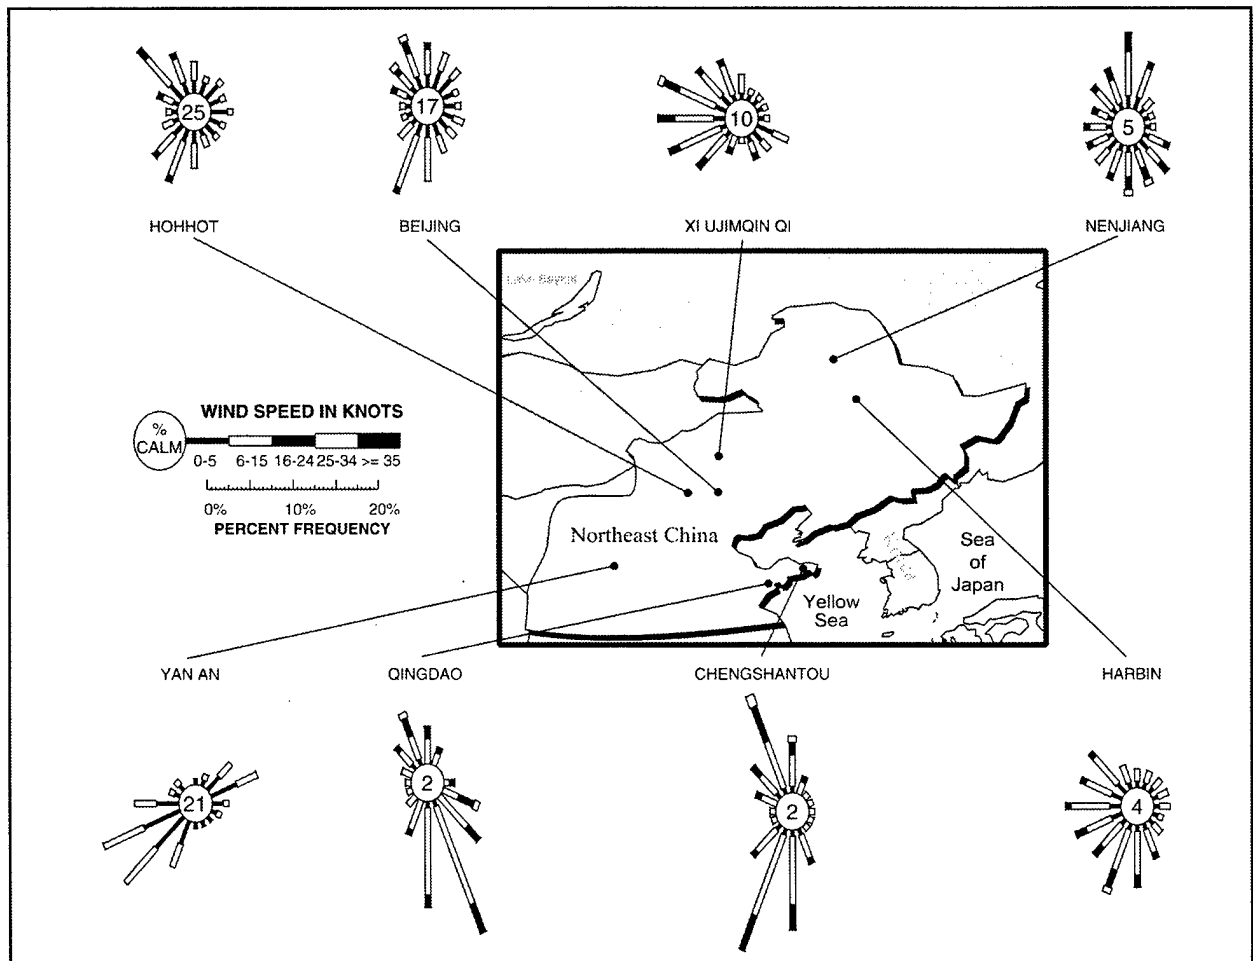 25
17
10
5
HOHHOT
BEIJING
XI UJIMQIN QI
NENJIANG
WIND SPEED IN KNOTS
%
CALM
0-5 6-15 16-24 25-34 >= 35
0% 10% 20%
PERCENT FREQUENCY
Northeast China
Sea
of
Japan
Yellow
Sea
YAN AN
QINGDAO
CHENGSHANTOU
HARBIN
21
2
2
4